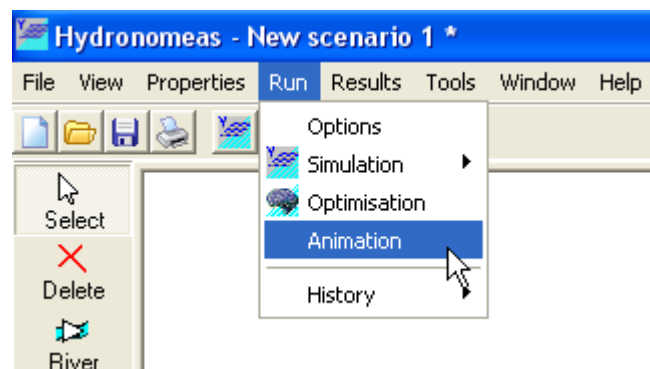 Hydronomeas - New scenario 1 *
File View Properties Run Results Tools Window Help
Options
Simulation
Optimisation
Animation
History
Select
Delete
River